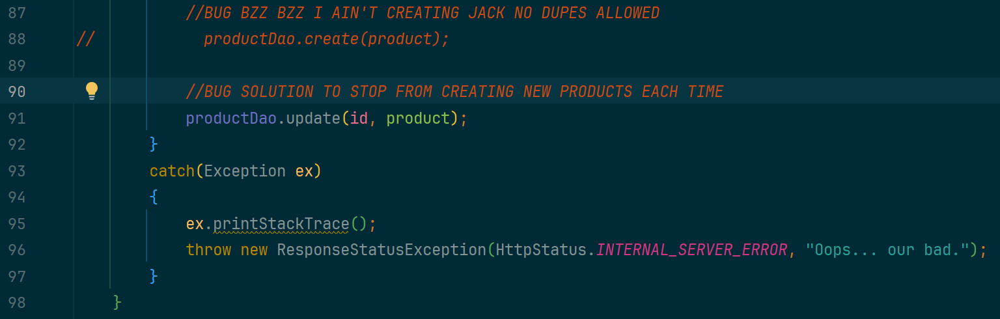 87 //BUG BZZ BZZ I AIN'T CREATING JACK NO DUPES ALLOWED
88 // productDao.create(product);
89
90 //BUG SOLUTION TO STOP FROM CREATING NEW PRODUCTS EACH TIME
91 productDao.update(id, product);
92 }
93 catch(Exception ex)
94 {
95 ex.printStackTrace();
96 throw new ResponseStatusException(HttpStatus.INTERNAL_SERVER_ERROR, "Oops... our bad.");
97 }
98 }